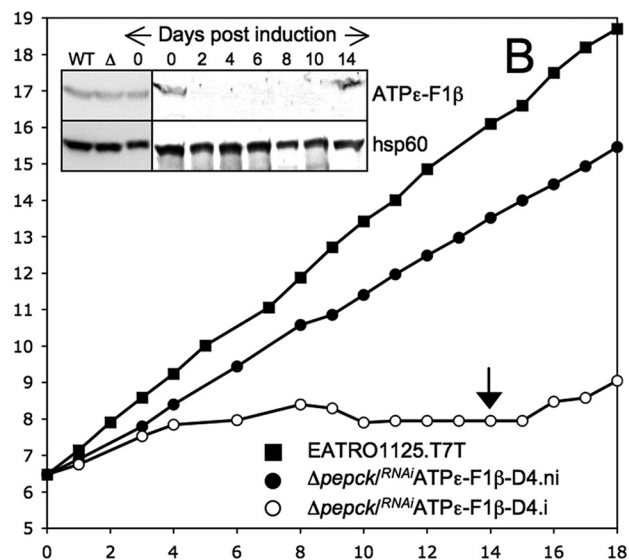 19
18
17
16
15
14
13
12
11
10
9
8
7
6
5
B
Days post induction
WT Δ 0 0 2 4 6 8 10 14
ATPε-F1β
hsp60
EATRO1125.T7T
Δpepck/RNAiATPε-F1β-D4.ni
Δpepck/RNAiATPε-F1β-D4.i
0 2 4 6 8 10 12 14 16 18